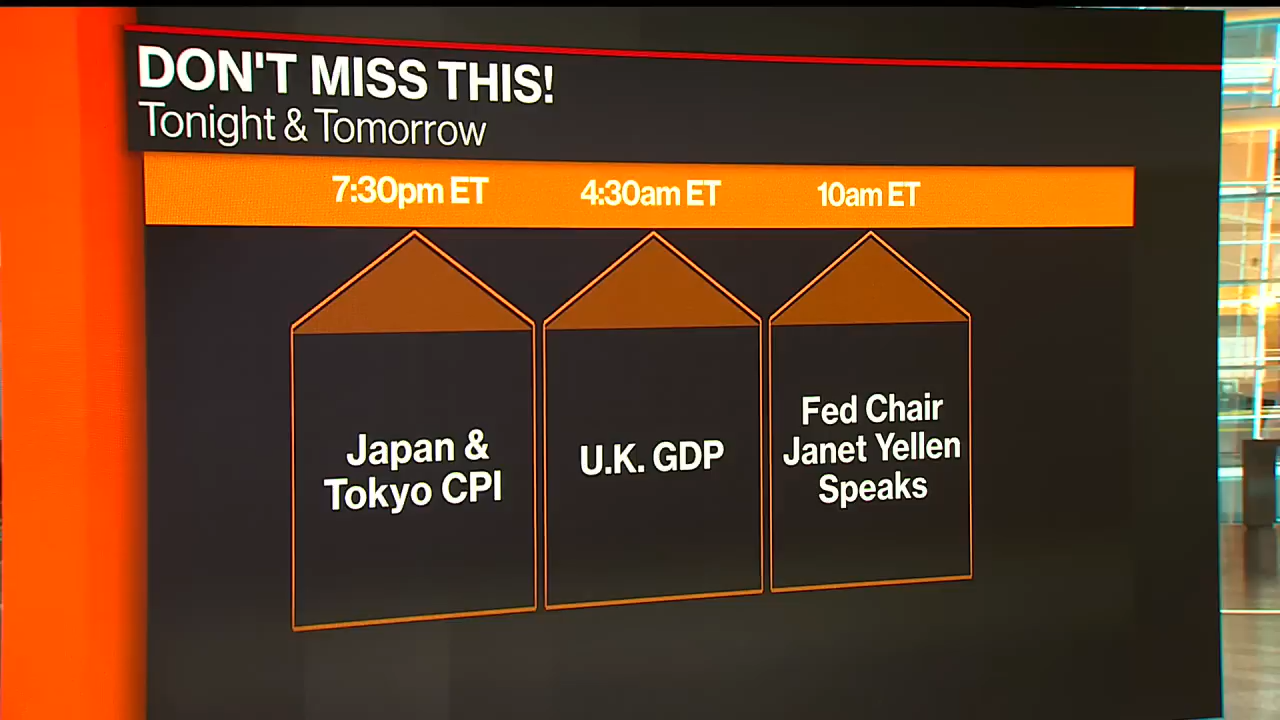 DON'T MISS THIS!
Tonight & Tomorrow
7:30pm ET
4:30am ET
10am ET
Japan &
Tokyo CPI
U.K. GDP
Fed Chair
Janet Yellen
Speaks